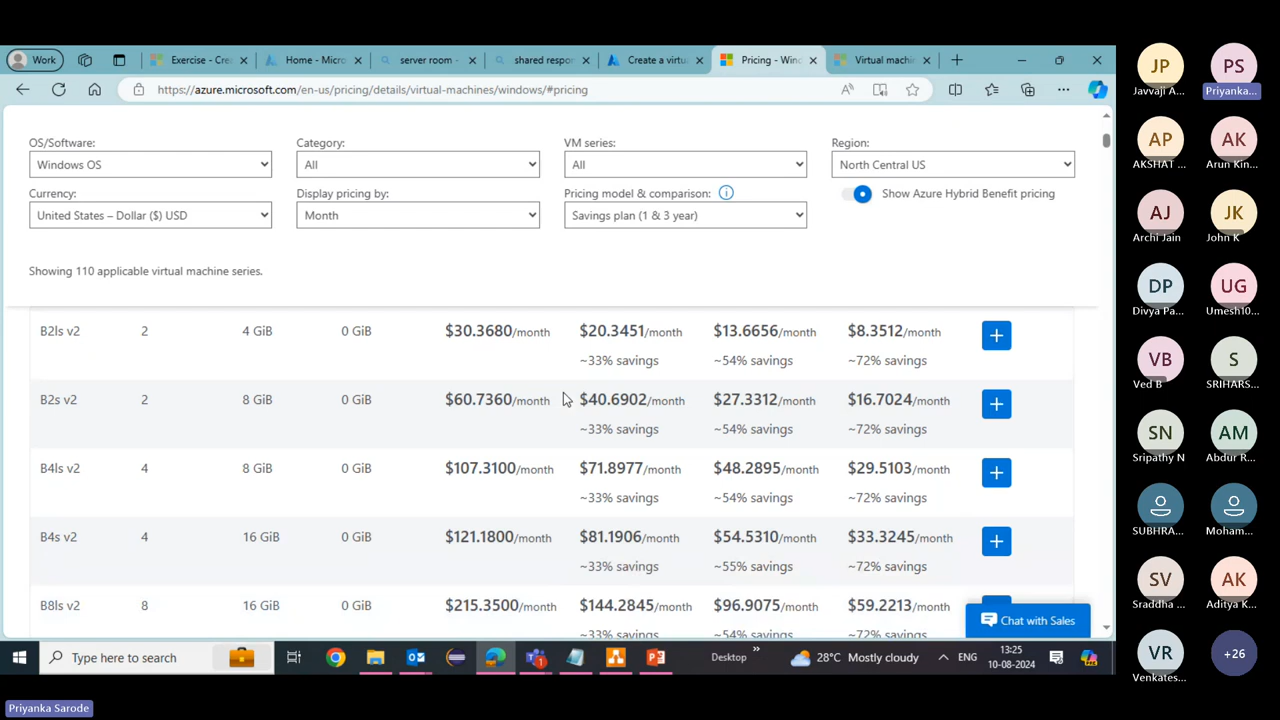 Work
Exercise - Cre
Home - Micro
server room -
shared respo
Create a virtu
Pricing - Win
Virtual machi
https://azure.microsoft.com/en-us/pricing/details/virtual-machines/windows/#pricing
OS/Software:
Category:
VM series:
Region:
Windows OS
All
All
North Central US
Currency:
Display pricing by:
Pricing model & comparison:
Show Azure Hybrid Benefit pricing
United States – Dollar ($) USD
Month
Savings plan (1 & 3 year)
Showing 110 applicable virtual machine series.
B2ls v2 2 4 GiB 0 GiB $30.3680/month $20.3451/month $13.6656/month $8.3512/month +
~33% savings ~54% savings ~72% savings
B2s v2 2 8 GiB 0 GiB $60.7360/month $40.6902/month $27.3312/month $16.7024/month +
~33% savings ~54% savings ~72% savings
B4ls v2 4 8 GiB 0 GiB $107.3100/month $71.8977/month $48.2895/month $29.5103/month +
~33% savings ~54% savings ~72% savings
B4s v2 4 16 GiB 0 GiB $121.1800/month $81.1906/month $54.5310/month $33.3245/month +
~33% savings ~55% savings ~72% savings
B8ls v2 8 16 GiB 0 GiB $215.3500/month $144.2845/month $96.9075/month $59.2213/month
~33% savings ~54% savings ~72% savings
Chat with Sales
Type here to search
Desktop
28°C Mostly cloudy
ENG
13:25
10-08-2024
Priyanka Sarode
JP
Javvaji A...
PS
Priyanka...
AP
AKSHAT ...
AK
Arun Kin...
AJ
Archi Jain
JK
John K
DP
Divya Pa...
UG
Umesh10...
VB
Ved B
S
SRIHARS...
SN
Sripathy N
AM
Abdur R...
SUBHRA...
Moham...
SV
Sraddha ...
AK
Aditya K...
VR
Venkates...
+26